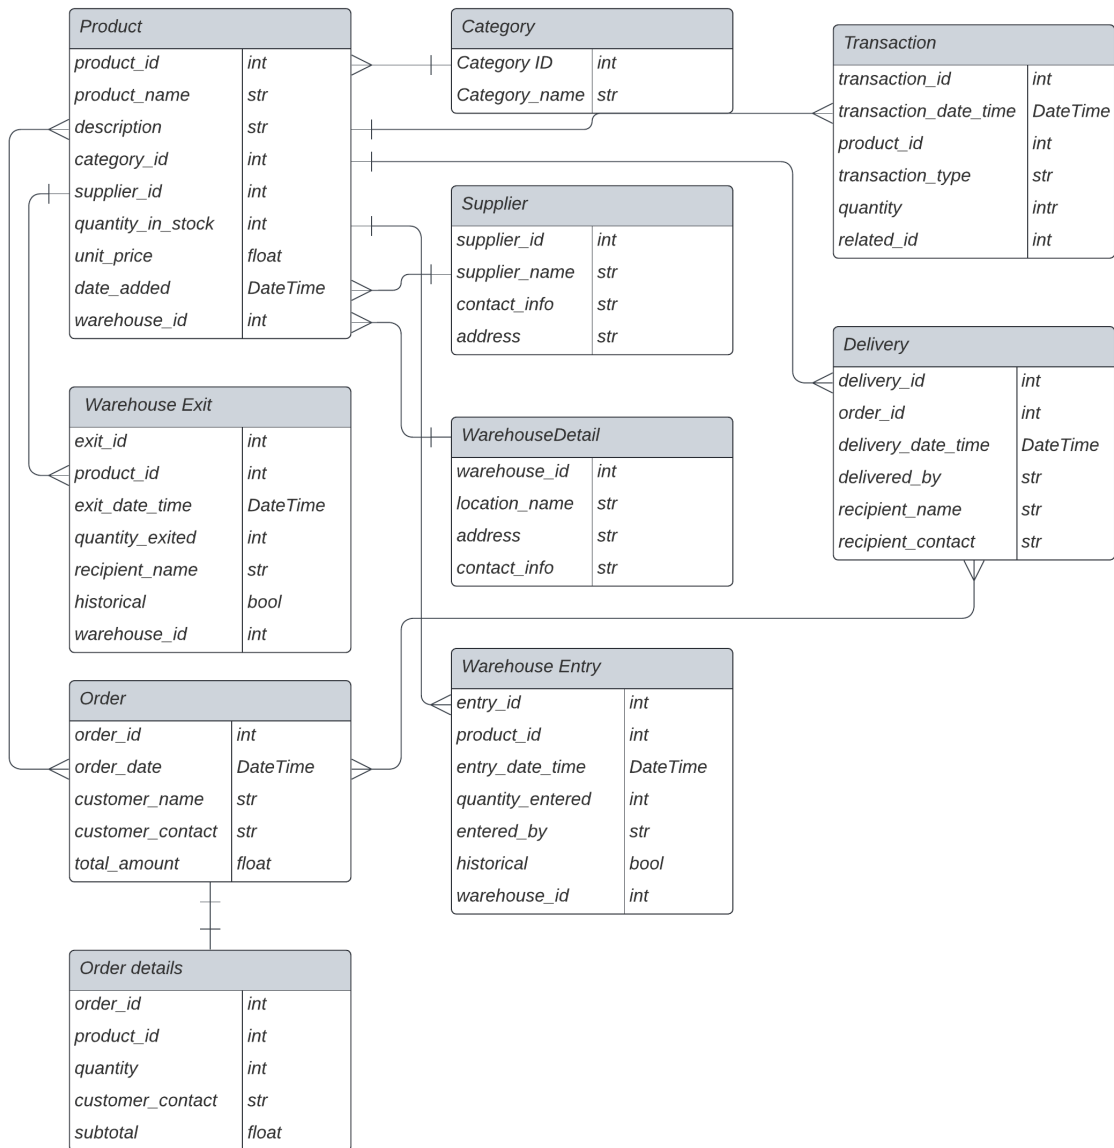 Product
product_id int
product_name str
description str
category_id int
supplier_id int
quantity_in_stock int
unit_price float
date_added DateTime
warehouse_id int
Category
Category ID int
Category_name str
Transaction
transaction_id int
transaction_date_time DateTime
product_id int
transaction_type str
quantity intr
related_id int
Supplier
supplier_id int
supplier_name str
contact_info str
address str
Delivery
delivery_id int
order_id int
delivery_date_time DateTime
delivered_by str
recipient_name str
recipient_contact str
Warehouse Exit
exit_id int
product_id int
exit_date_time DateTime
quantity_exited int
recipient_name str
historical bool
warehouse_id int
WarehouseDetail
warehouse_id int
location_name str
address str
contact_info str
Order
order_id int
order_date DateTime
customer_name str
customer_contact str
total_amount float
Warehouse Entry
entry_id int
product_id int
entry_date_time DateTime
quantity_entered int
entered_by str
historical bool
warehouse_id int
Order details
order_id int
product_id int
quantity int
customer_contact str
subtotal float